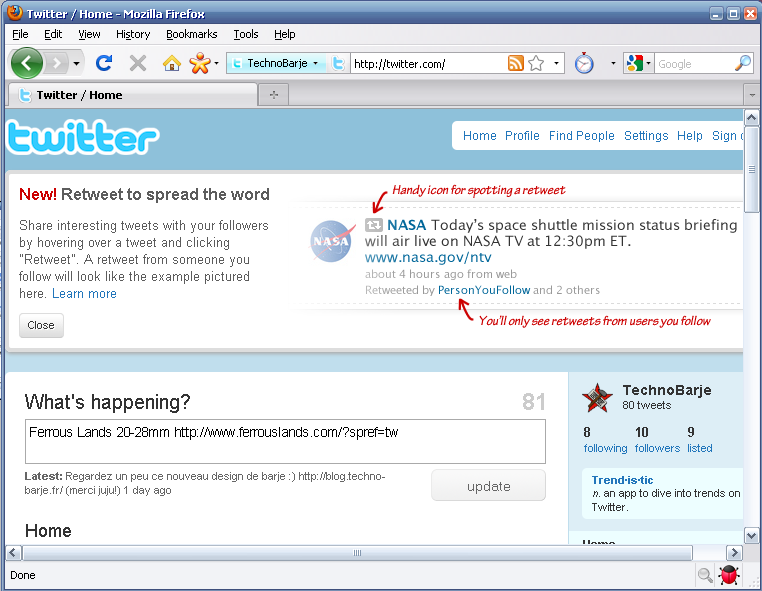 Twitter / Home - Mozilla Firefox
File Edit View History Bookmarks Tools Help
TechnoBarje http://twitter.com/ Google
Twitter / Home
twitter
Home Profile Find People Settings Help Sign
New! Retweet to spread the word
Share interesting tweets with your followers
by hovering over a tweet and clicking
"Retweet". A retweet from someone you
follow will look like the example pictured
here. Learn more
Close
Handy icon for spotting a retweet
NASA
NASA Today's space shuttle mission status briefing
will air live on NASA TV at 12:30pm ET.
www.nasa.gov/ntv
about 4 hours ago from web
Retweeted by PersonYouFollow and 2 others
You'll only see retweets from users you follow
What's happening? 81
Ferrous Lands 20-28mm http://www.ferrouslands.com/?spref=tw
Latest: Regardez un peu ce nouveau design de barje :) http://blog.techno-
barje.fr/ (merci juju!) 1 day ago
update
Home
TechnoBarje
80 tweets
8 10 9
following followers listed
Trend·is·tic
n. an app to dive into trends on
Twitter.
Home
Done